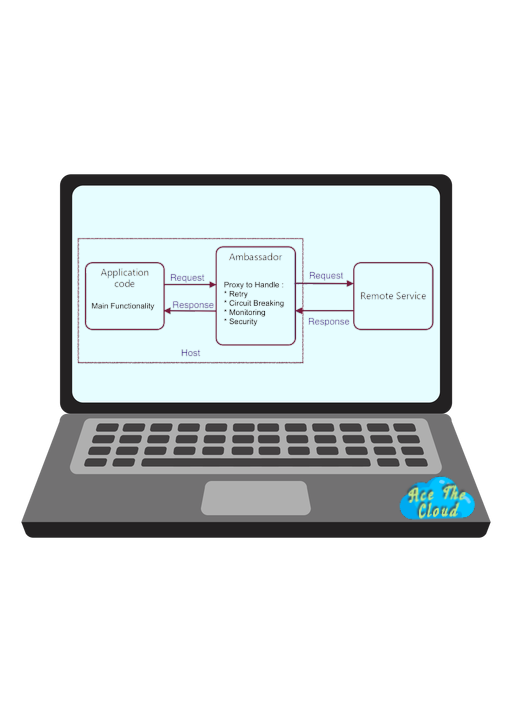 Application
code
Main Functionality
Request
Response
Ambassador
Proxy to Handle :
* Retry
* Circuit Breaking
* Monitoring
* Security
Request
Response
Remote Service
Host
Ace The
Cloud